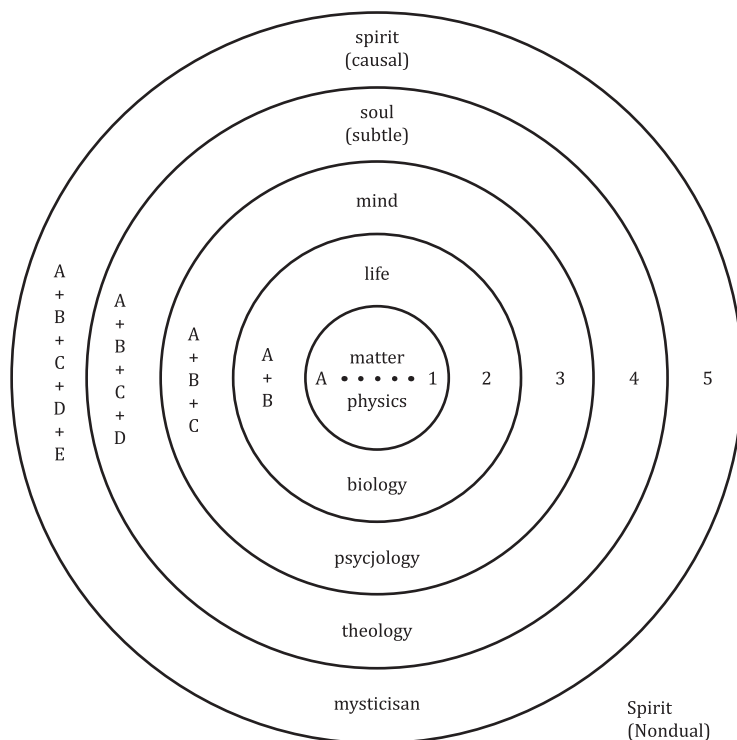 spirit
(causal)
soul
(subtle)
mind
life
A
+
B
+
C
+
D
+
E
A
+
B
+
C
+
D
A
+
B
+
C
A
+
B
matter
A ..... 1 2 3 4 5
physics
biology
psycjology
theology
mysticisan
Spirit
(Nondual)